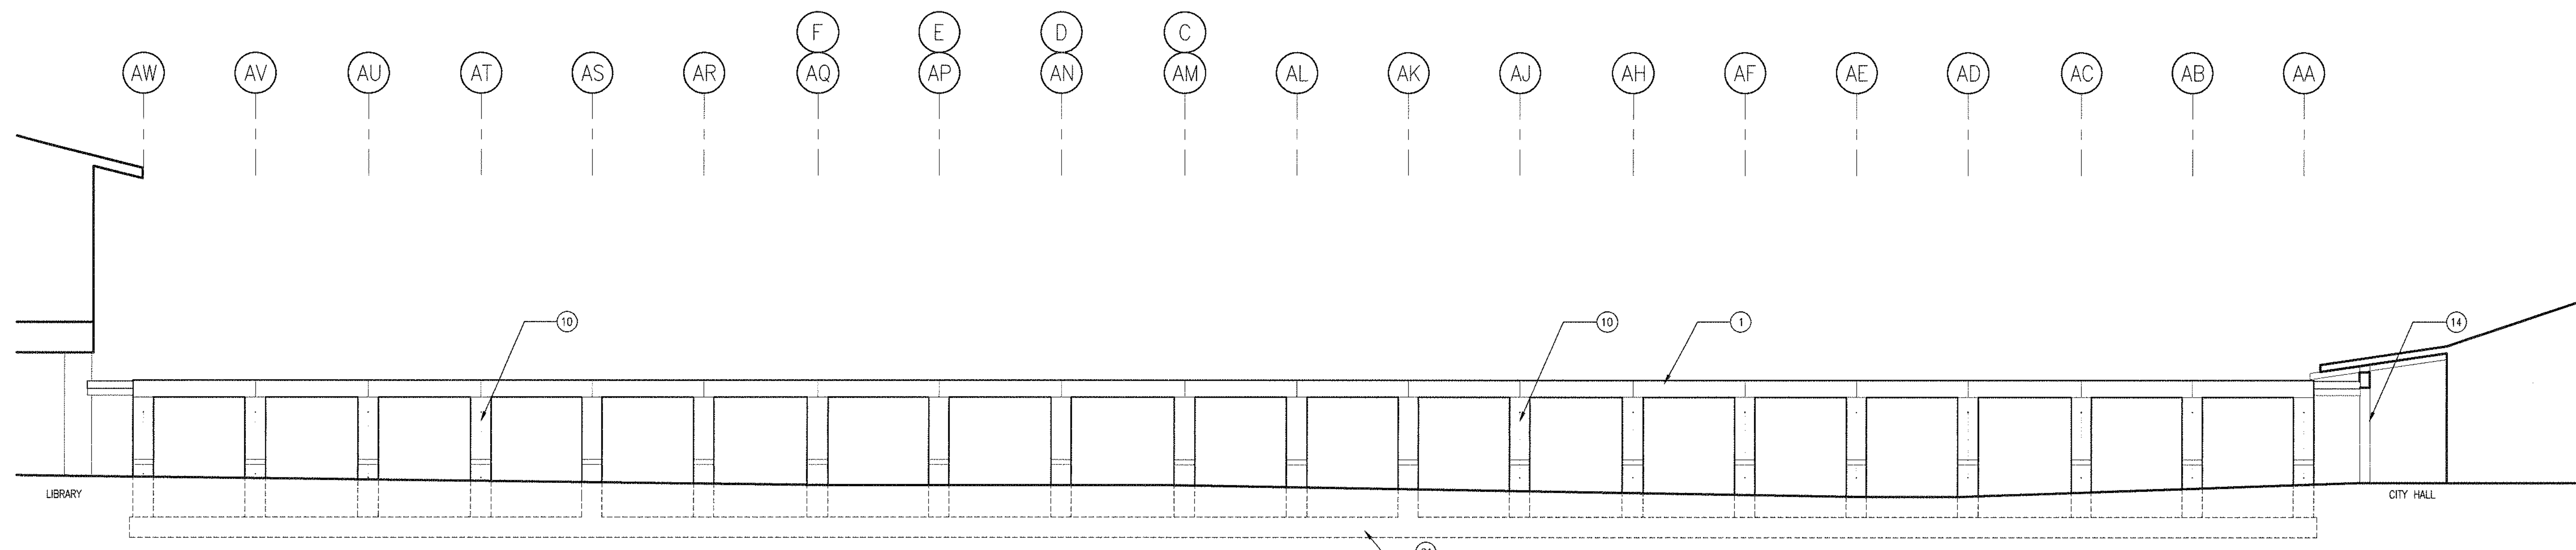 F E D C
AW AV AU AT AS AR AQ AP AN AM AL AK AJ AH AF AE AD AC AB AA
10 10 1 14
LIBRARY CITY HALL